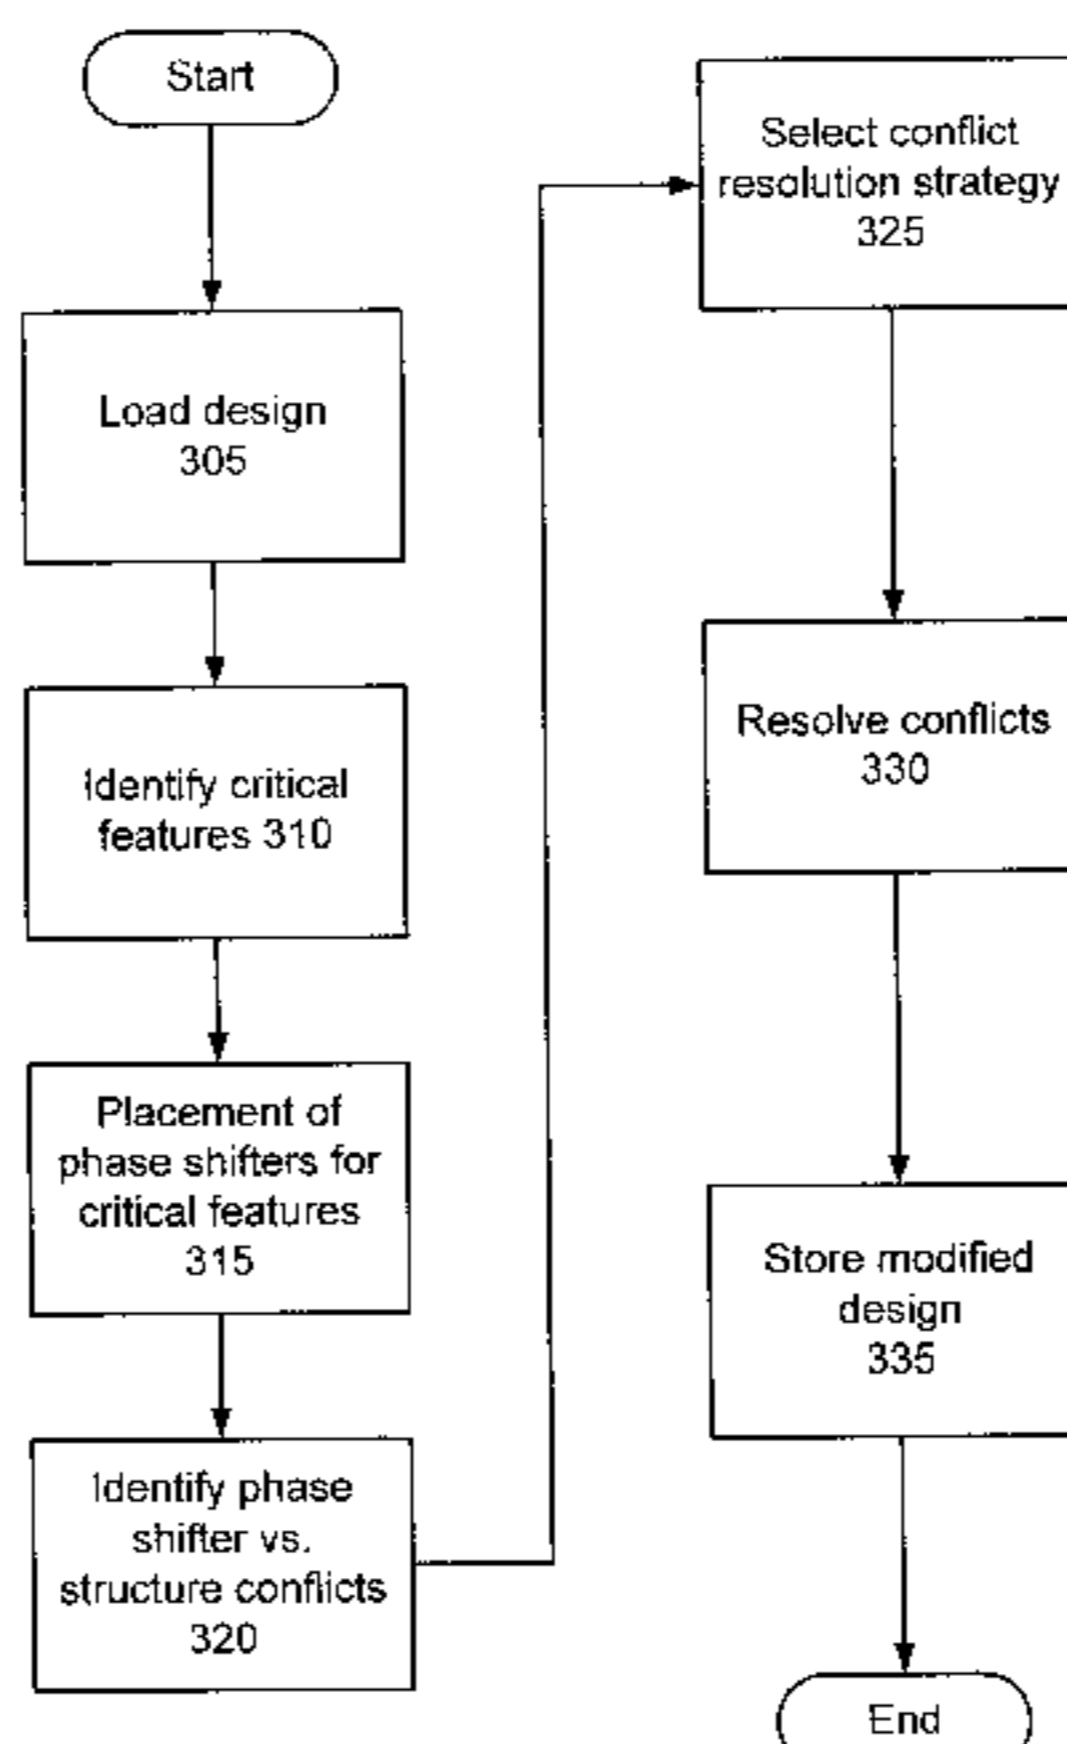 Start
Load design
305
Identify critical
features 310
Placement of
phase shifters for
critical features
315
Identify phase
shifter vs.
structure conflicts
320
Select conflict
resolution strategy
325
Resolve conflicts
330
Store modified
design
335
End